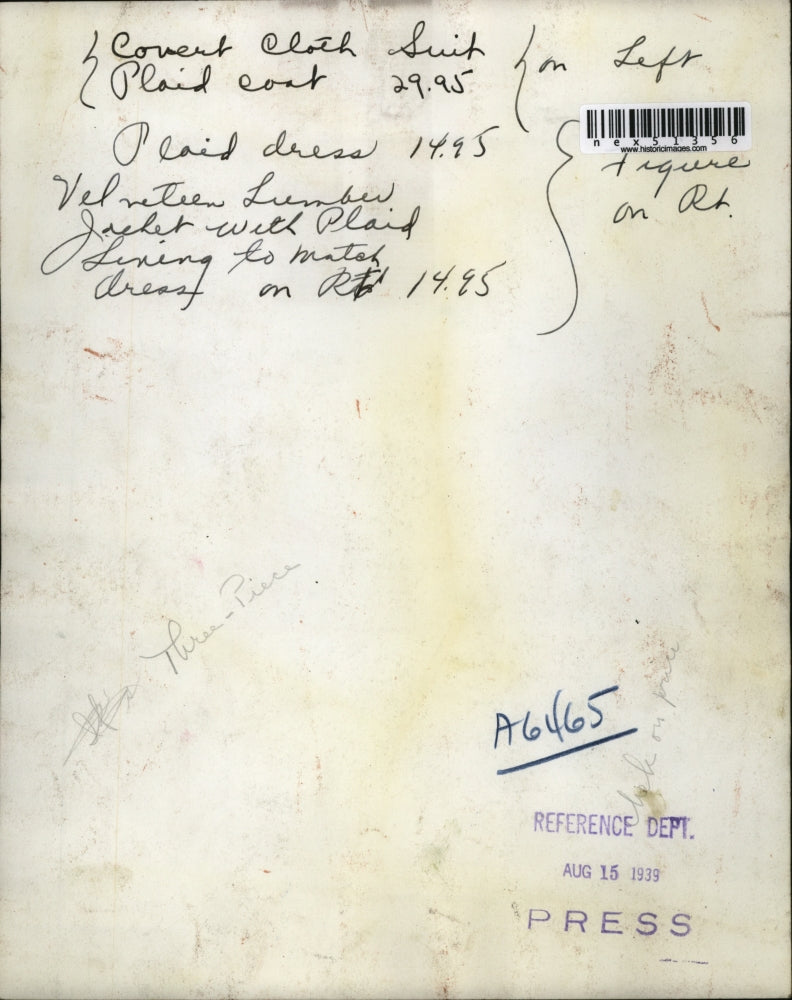 Covert Cloth Suit } on Left
Plaid coat 29.95
Plaid dress 14.95
Velveteen Lumber
Jacket with Plaid
Lining to match
dress on Rt 14.95
nex51356
www.historicimages.com
Figure
on Rt.
Three-Piece
A6465
on price
REFERENCE DEPT.
AUG 15 1939
PRESS